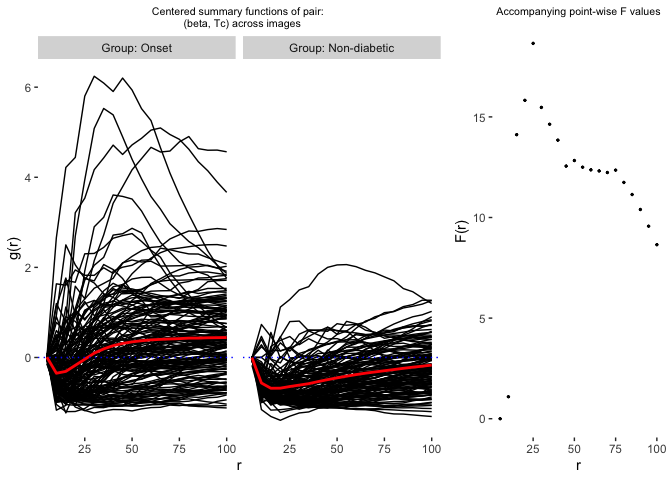 Centered summary functions of pair:
(beta, Tc) across images
Accompanying point-wise F values
Group: Onset
Group: Non-diabetic
g(r)
6
4
2
0
25 50 75 100
25 50 75 100
r
F(r)
15
10
5
0
25 50 75 100
r